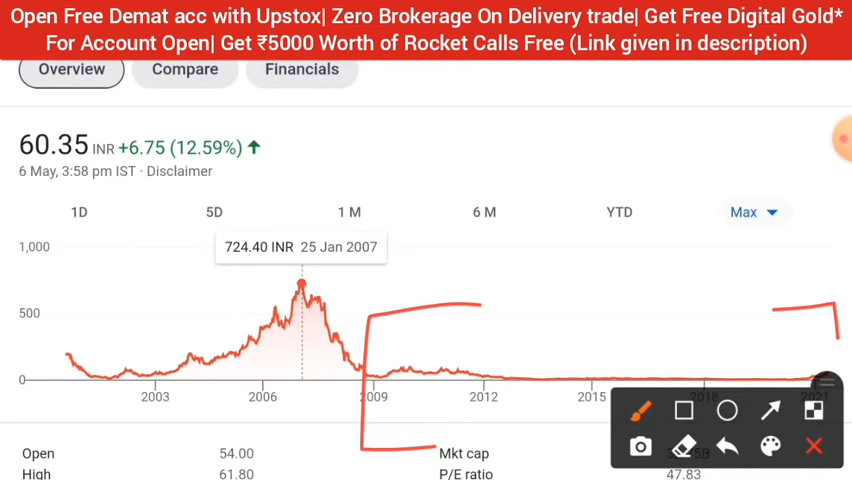 Open Free Demat acc with Upstox| Zero Brokerage On Delivery trade| Get Free Digital Gold*
For Account Open| Get ₹5000 Worth of Rocket Calls Free (Link given in description)
Overview Compare Financials
60.35 INR +6.75 (12.59%) ↑
6 May, 3:58 pm IST · Disclaimer
1D 5D 1 M 6 M YTD Max
1,000
724.40 INR 25 Jan 2007
500
0
2003 2006 2009 2012 2015 2018 2021
Open 54.00 Mkt cap
High 61.80 P/E ratio 47.83